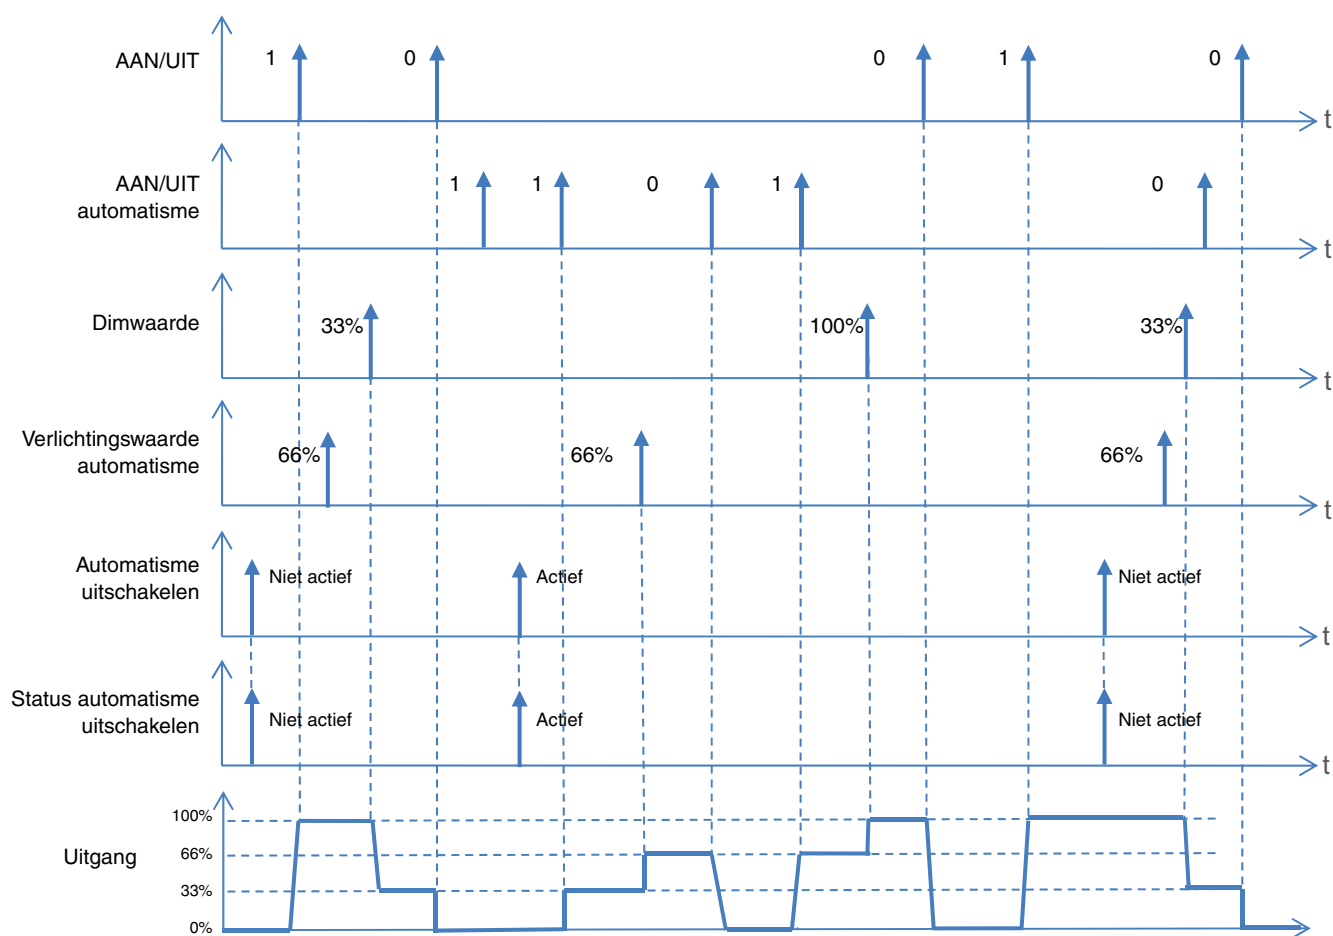 AAN/UIT
1
0
0
1
0
t
AAN/UIT
automatisme
1
1
0
1
0
t
Dimwaarde
33%
100%
33%
t
Verlichtingswaarde
automatisme
66%
66%
66%
t
Automatisme
uitschakelen
Niet actief
Actief
Niet actief
t
Status automatisme
uitschakelen
Niet actief
Actief
Niet actief
t
Uitgang
100%
66%
33%
0%